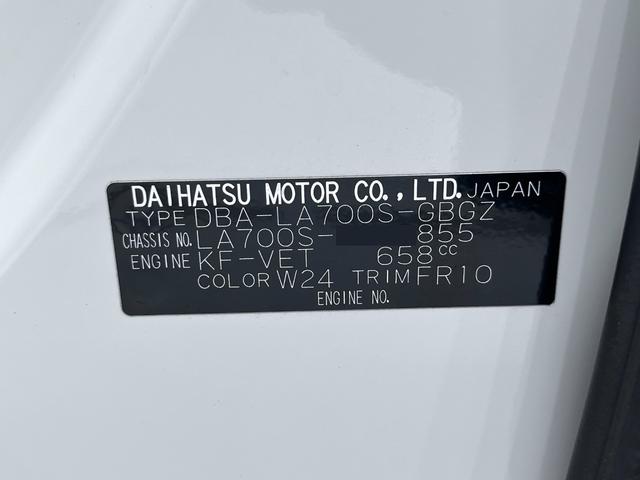 DAIHATSU MOTOR CO., LTD. JAPAN
TYPE DBA-LA700S-GBGZ
CHASSIS NO. LA700S- 855
ENGINE KF-VET 658cc
COLOR W24 TRIM FR10
ENGINE NO.